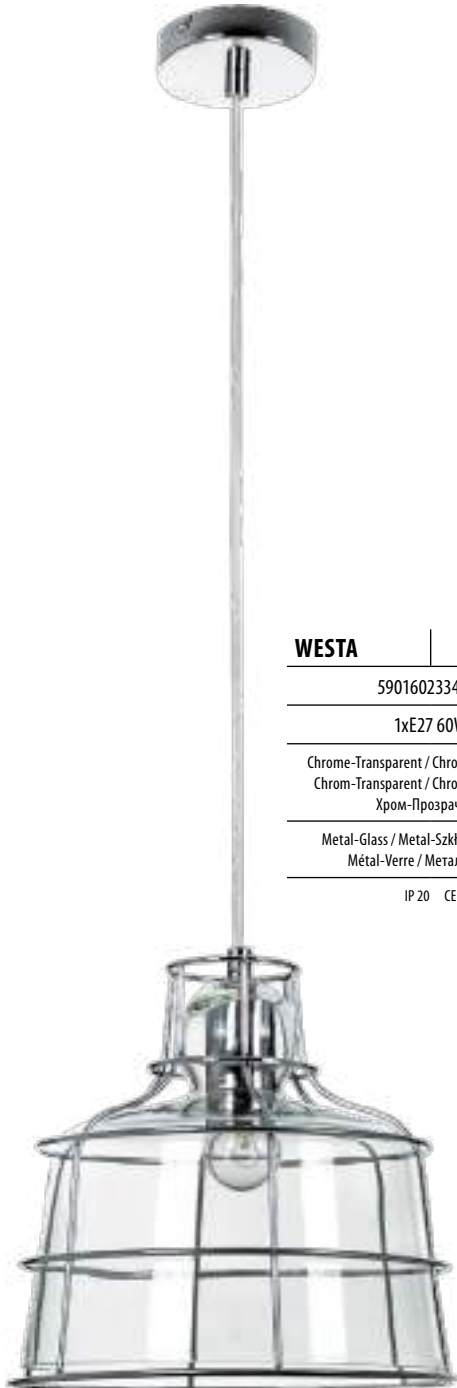 WESTA
5901602334
1xE27 60
Chrome-Transparent / Chro
Chrom-Transparent / Chro
Хром-Прозрач
Metal-Glass / Metal-Szkł
Métal-Verre / Метал
IP 20 CE